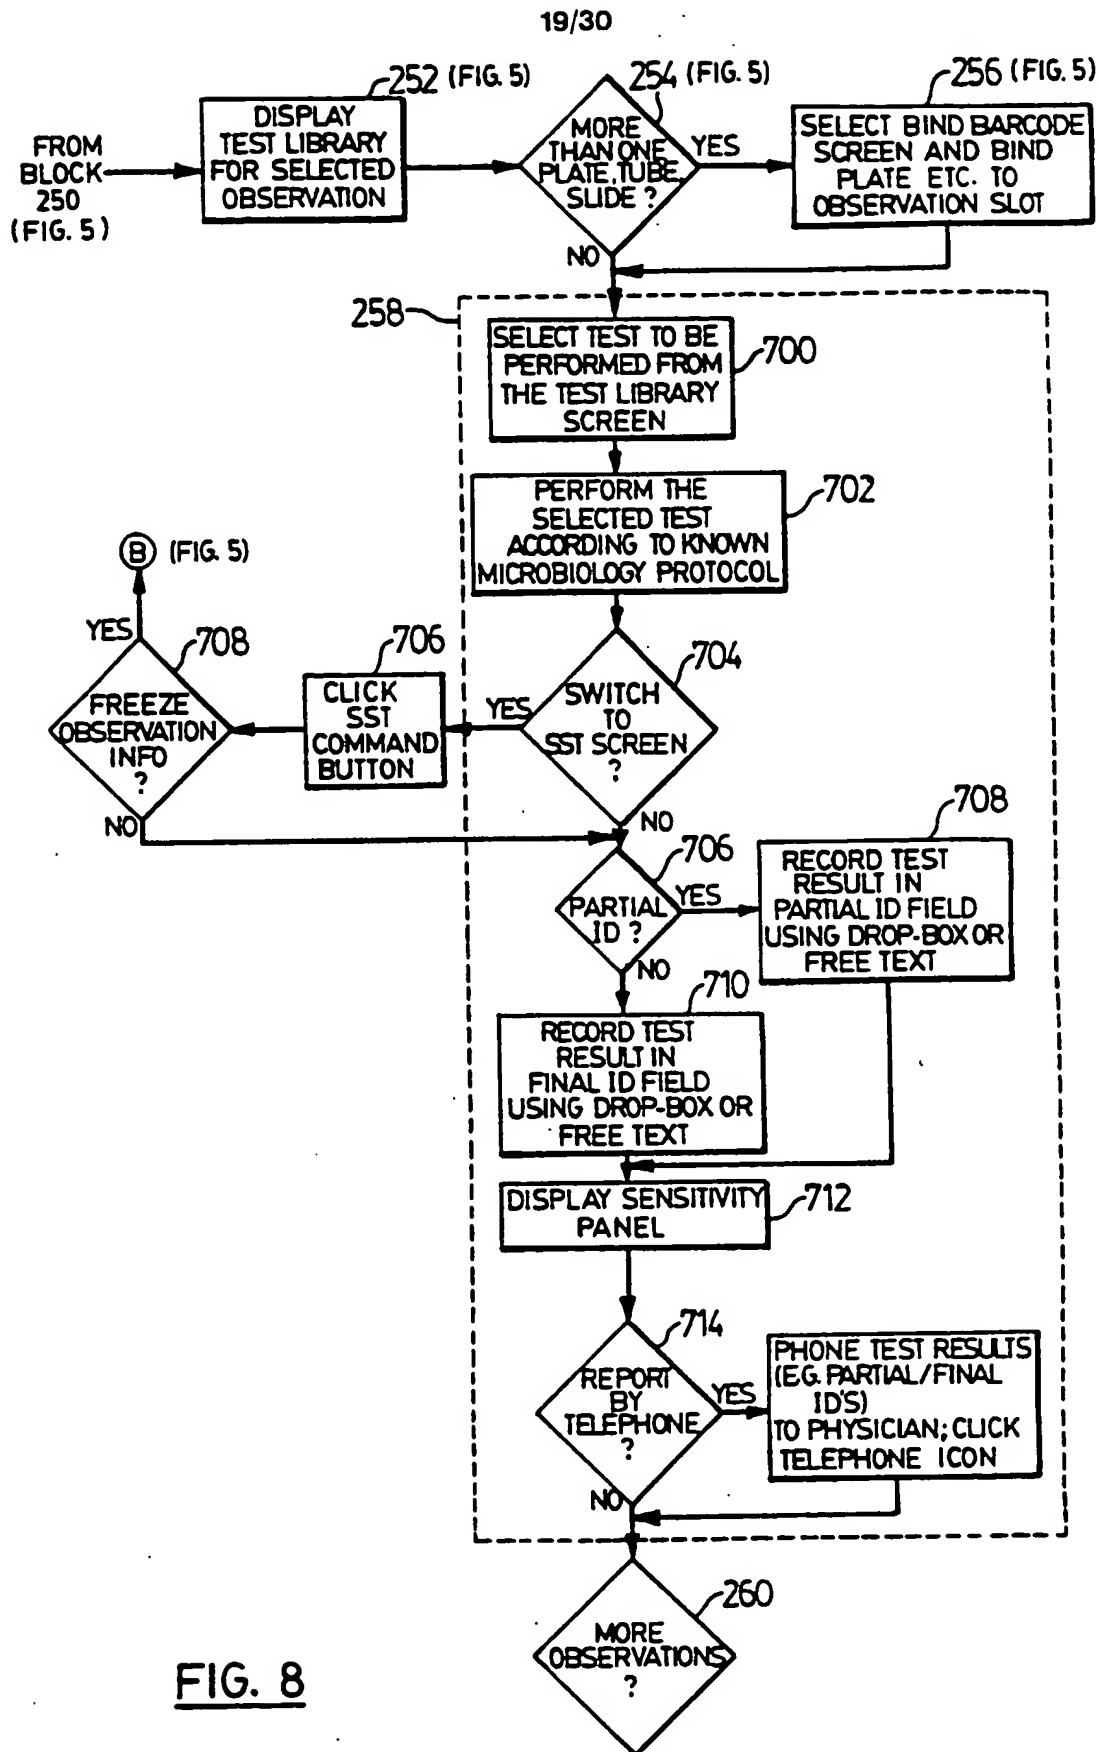 19/30
252 (FIG. 5)
254 (FIG. 5)
256 (FIG. 5)
FROM
BLOCK
250
(FIG. 5)
DISPLAY
TEST LIBRARY
FOR SELECTED
OBSERVATION
MORE
THAN ONE
PLATE, TUBE,
SLIDE ?
YES
SELECT BIND BARCODE
SCREEN AND BIND
PLATE ETC. TO
OBSERVATION SLOT
NO
258
SELECT TEST TO BE
PERFORMED FROM
THE TEST LIBRARY
SCREEN
700
PERFORM THE
SELECTED TEST
ACCORDING TO KNOWN
MICROBIOLOGY PROTOCOL
702
B (FIG. 5)
YES
708
FREEZE
OBSERVATION
INFO
?
NO
706
CLICK
SST
COMMAND
BUTTON
YES
704
SWITCH
TO
SST SCREEN
?
NO
706
PARTIAL
ID ?
YES
708
RECORD TEST
RESULT IN
PARTIAL ID FIELD
USING DROP-BOX OR
FREE TEXT
NO
710
RECORD TEST
RESULT IN
FINAL ID FIELD
USING DROP-BOX OR
FREE TEXT
DISPLAY SENSITIVITY
PANEL
712
714
REPORT
BY
TELEPHONE
?
YES
PHONE TEST RESULTS
(E.G. PARTIAL/FINAL
ID'S)
TO PHYSICIAN; CLICK
TELEPHONE ICON
NO
260
MORE
OBSERVATIONS
?
FIG. 8